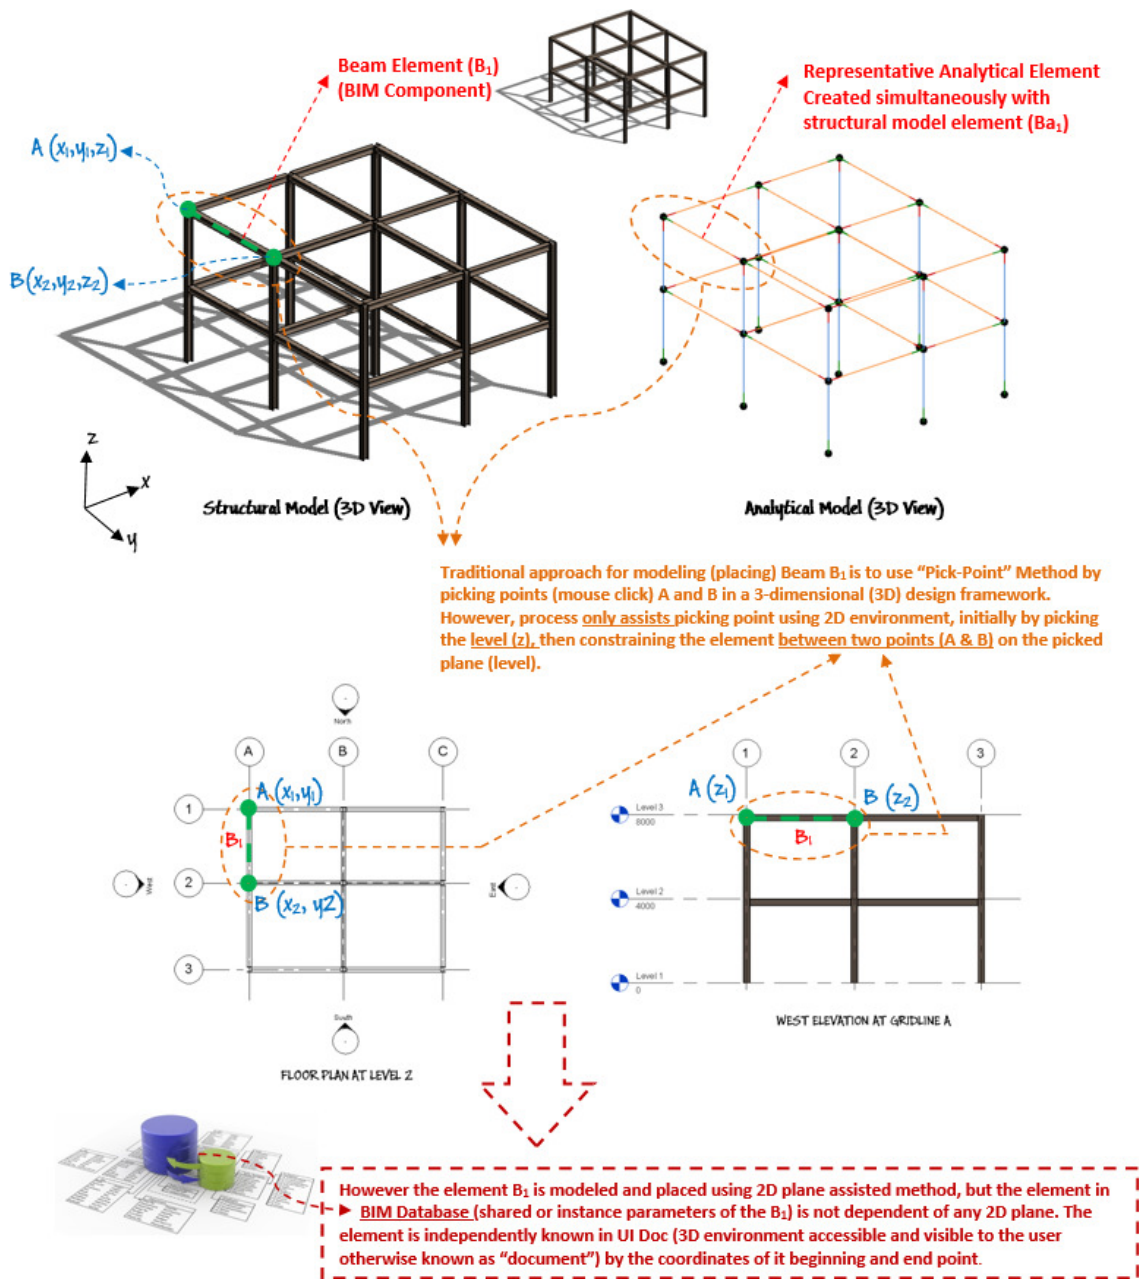 Beam Element (B₁)
(BIM Component)
Representative Analytical Element
Created simultaneously with
structural model element (Ba₁)
A (x₁,y₁,z₁)
B(x₂,y₂,z₂)
z
x
y
Structural Model (3D View)
Analytical Model (3D View)
Traditional approach for modeling (placing) Beam B₁ is to use “Pick-Point” Method by
picking points (mouse click) A and B in a 3-dimensional (3D) design framework.
However, process only assists picking point using 2D environment, initially by picking
the level (z), then constraining the element between two points (A & B) on the picked
plane (level).
North
A
B
C
A (x₁,y₁)
1
B₁
2
West
East
B (x₂, y2)
3
South
FLOOR PLAN AT LEVEL 2
1
2
3
A (z₁)
B (z₂)
Level 3
8000
B₁
Level 2
4000
Level 1
0
WEST ELEVATION AT GRIDLINE A
However the element B₁ is modeled and placed using 2D plane assisted method, but the element in
BIM Database (shared or instance parameters of the B₁) is not dependent of any 2D plane. The
element is independently known in UI Doc (3D environment accessible and visible to the user
otherwise known as “document”) by the coordinates of it beginning and end point.